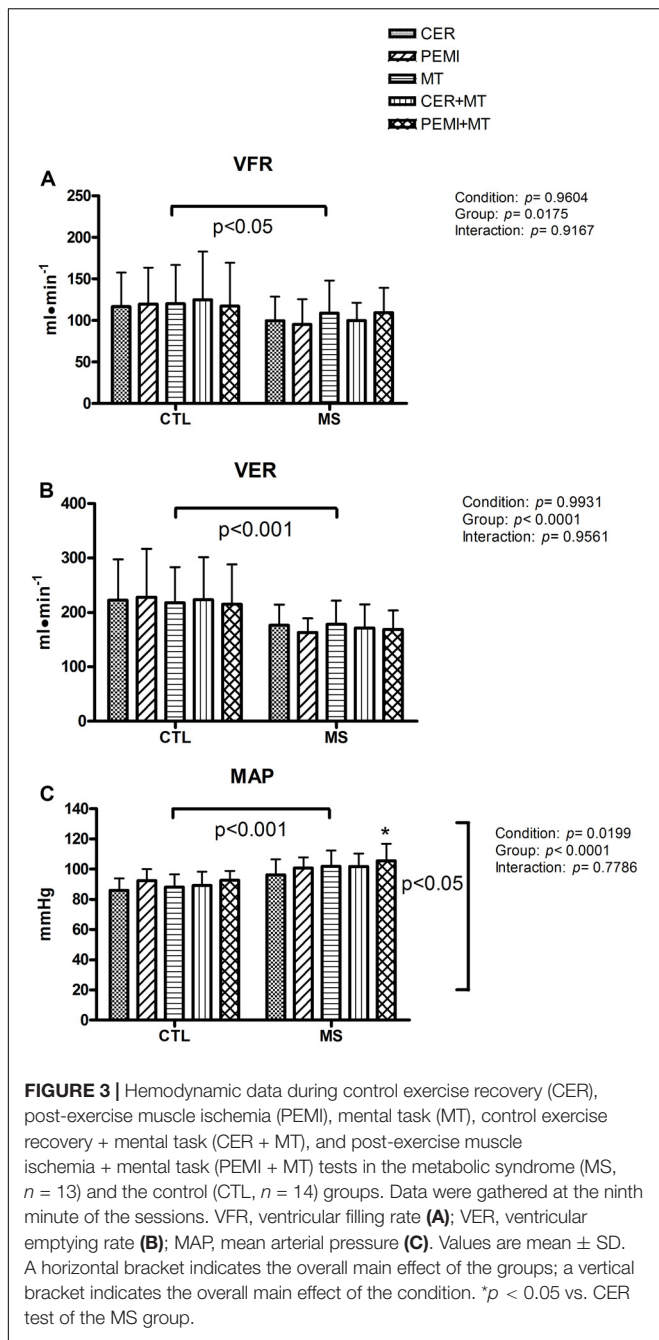 CER
PEMI
MT
CER+MT
PEMI+MT
VFR
A
250
200
150
100
50
0
ml•min-1
p<0.05
CTL
MS
Condition: p= 0.9604
Group: p= 0.0175
Interaction: p= 0.9167
VER
B
400
300
200
100
0
ml•min-1
p<0.001
CTL
MS
Condition: p= 0.9931
Group: p< 0.0001
Interaction: p= 0.9561
MAP
C
140
120
100
80
60
40
20
0
mmHg
p<0.001
*
p<0.05
CTL
MS
Condition: p= 0.0199
Group: p< 0.0001
Interaction: p= 0.7786
FIGURE 3 | Hemodynamic data during control exercise recovery (CER),
post-exercise muscle ischemia (PEMI), mental task (MT), control exercise
recovery + mental task (CER + MT), and post-exercise muscle
ischemia + mental task (PEMI + MT) tests in the metabolic syndrome (MS,
n = 13) and the control (CTL, n = 14) groups. Data were gathered at the ninth
minute of the sessions. VFR, ventricular filling rate (A); VER, ventricular
emptying rate (B); MAP, mean arterial pressure (C). Values are mean ± SD.
A horizontal bracket indicates the overall main effect of the groups; a vertical
bracket indicates the overall main effect of the condition. *p < 0.05 vs. CER
test of the MS group.